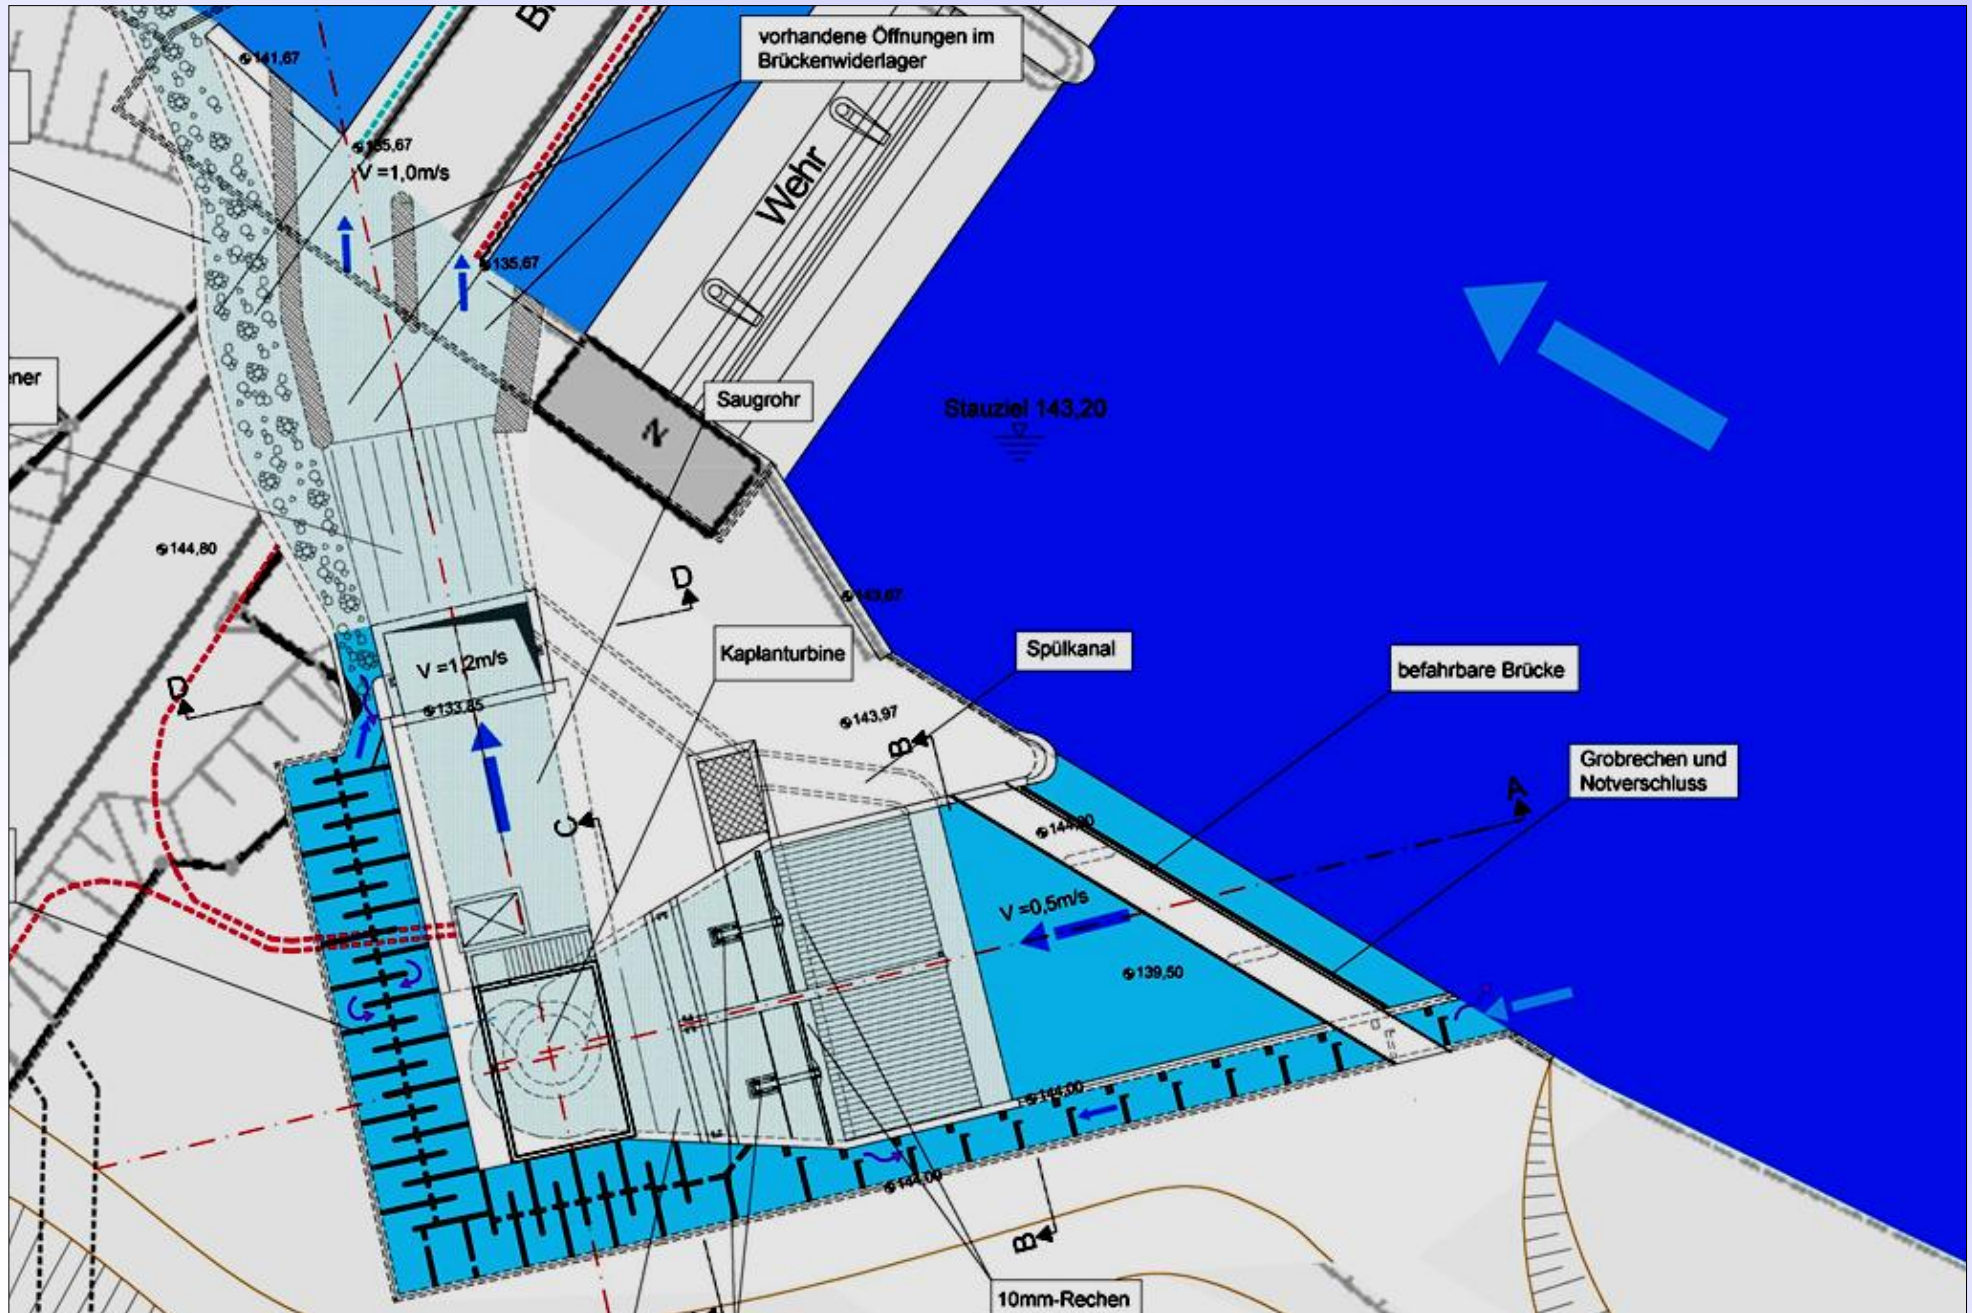 vorhandene Öffnungen im
Brückenwiderlager
141,67
135,67
V =1,0m/s
Wehr
135,67
ner
Saugrohr
Stauziel 143,20
N
144,80
D
143,67
Kaplanturbine
Spülkanal
befahrbare Brücke
V =1,2m/s
D
133,85
143,97
B
Grobrechen und
Notverschluss
A
C
V =0,5m/s
139,50
144,00
144,00
B
10mm-Rechen